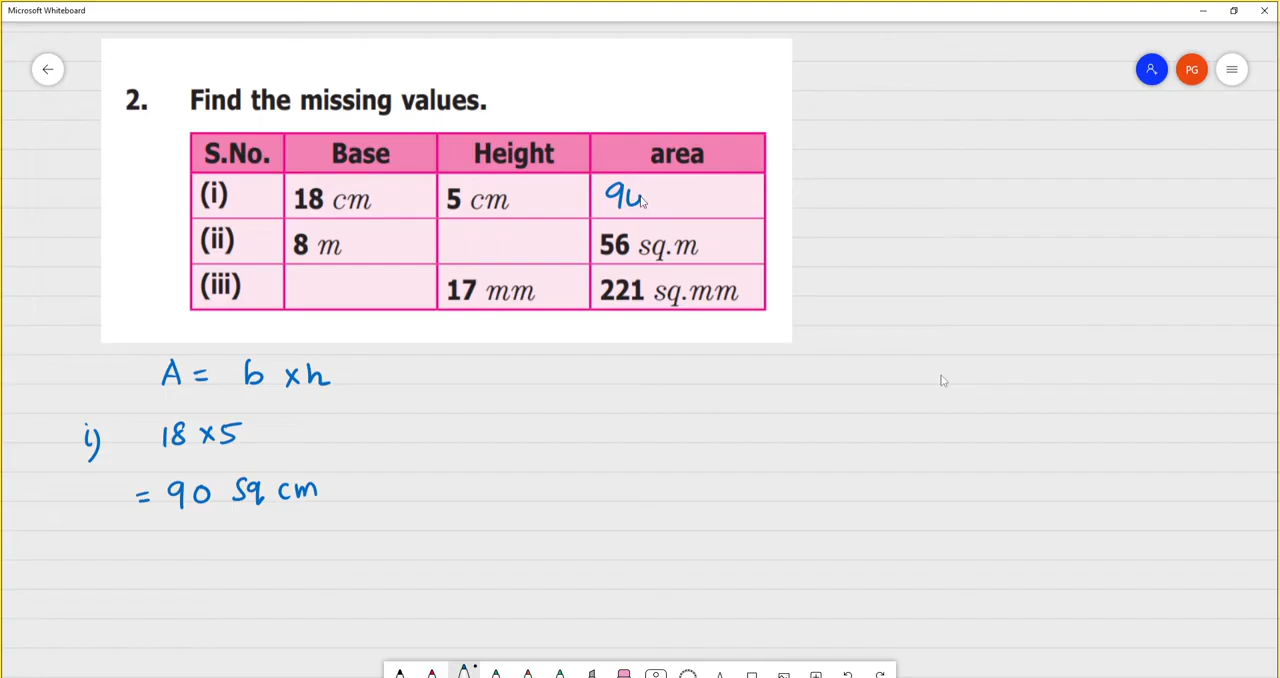 Microsoft Whiteboard
PG
2. Find the missing values.
S.No. Base Height area
(i) 18 cm 5 cm
(ii) 8 m 56 sq.m
(iii) 17 mm 221 sq.mm
A = b × h
i) 18 × 5
= 90 Sq cm